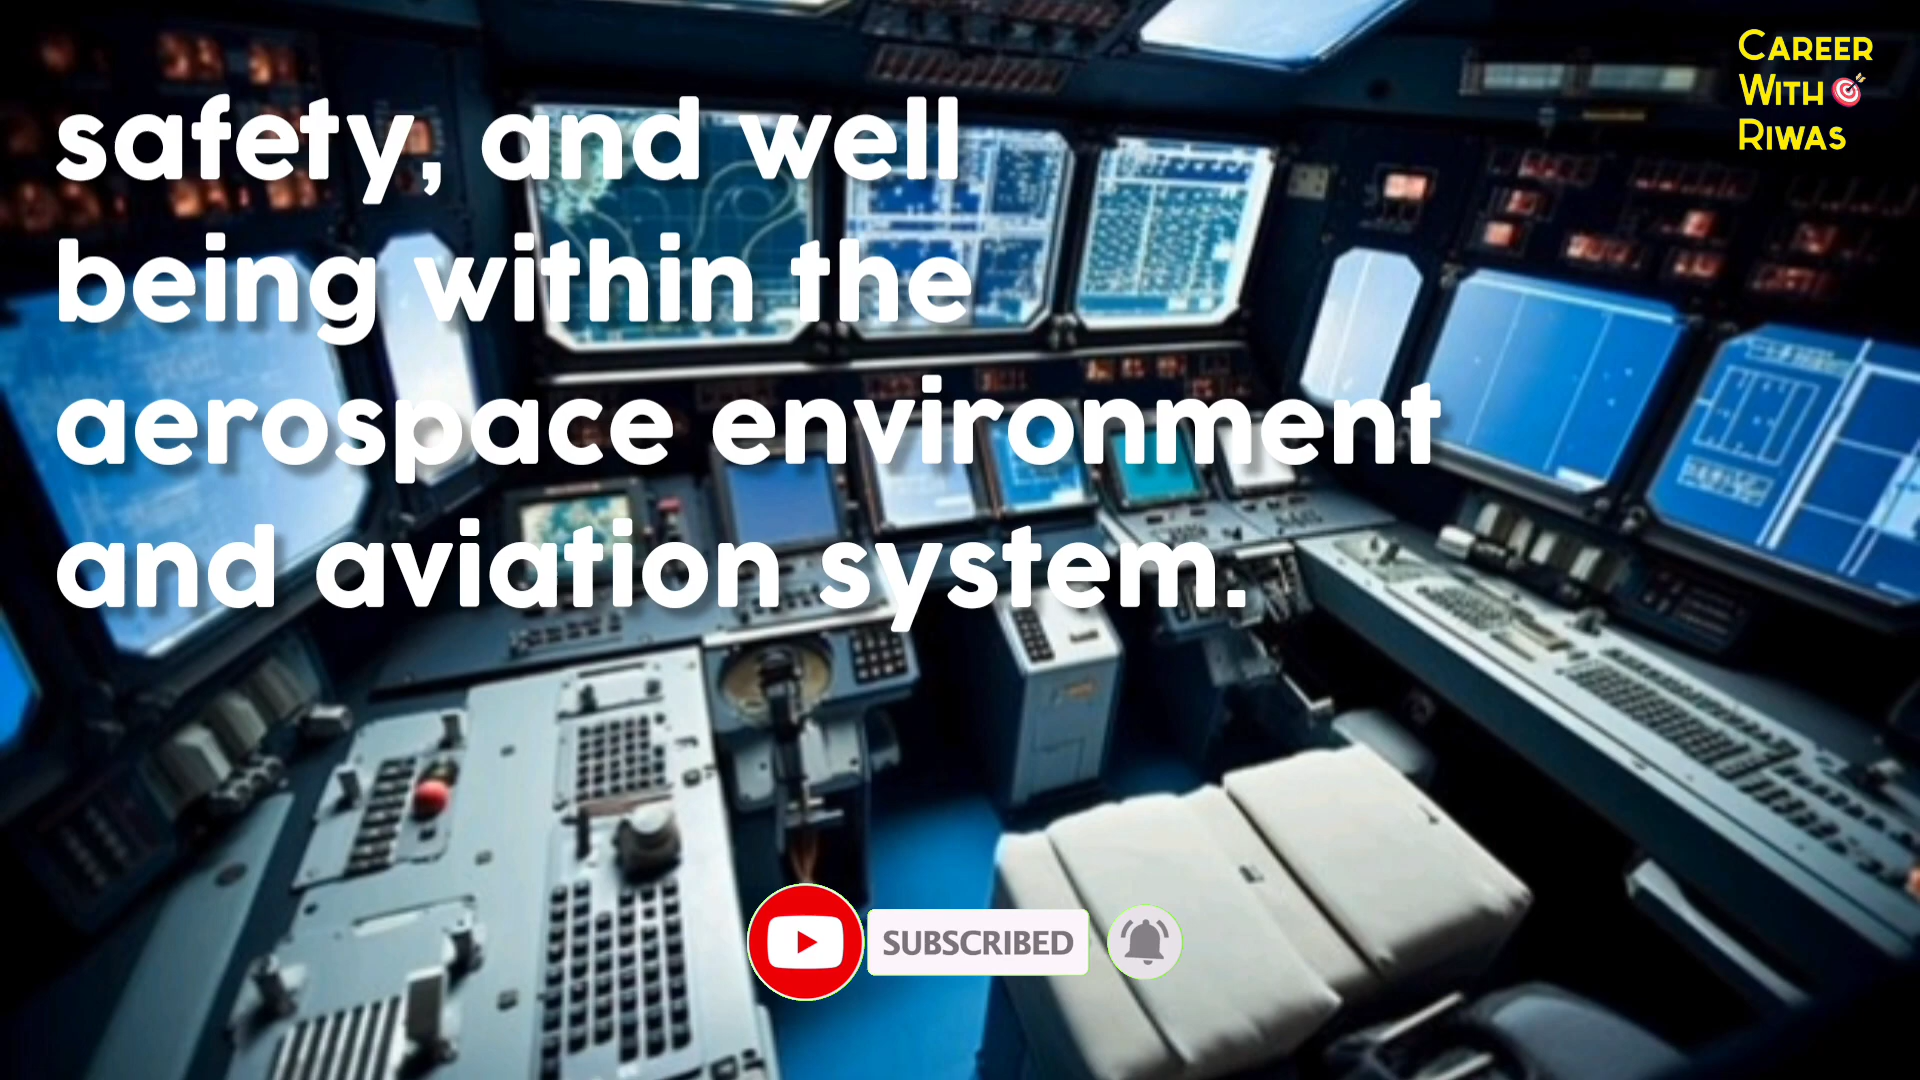 safety, and well
being within the
aerospace environment
and aviation system.
CAREER
WITH
RIWAS
SUBSCRIBED